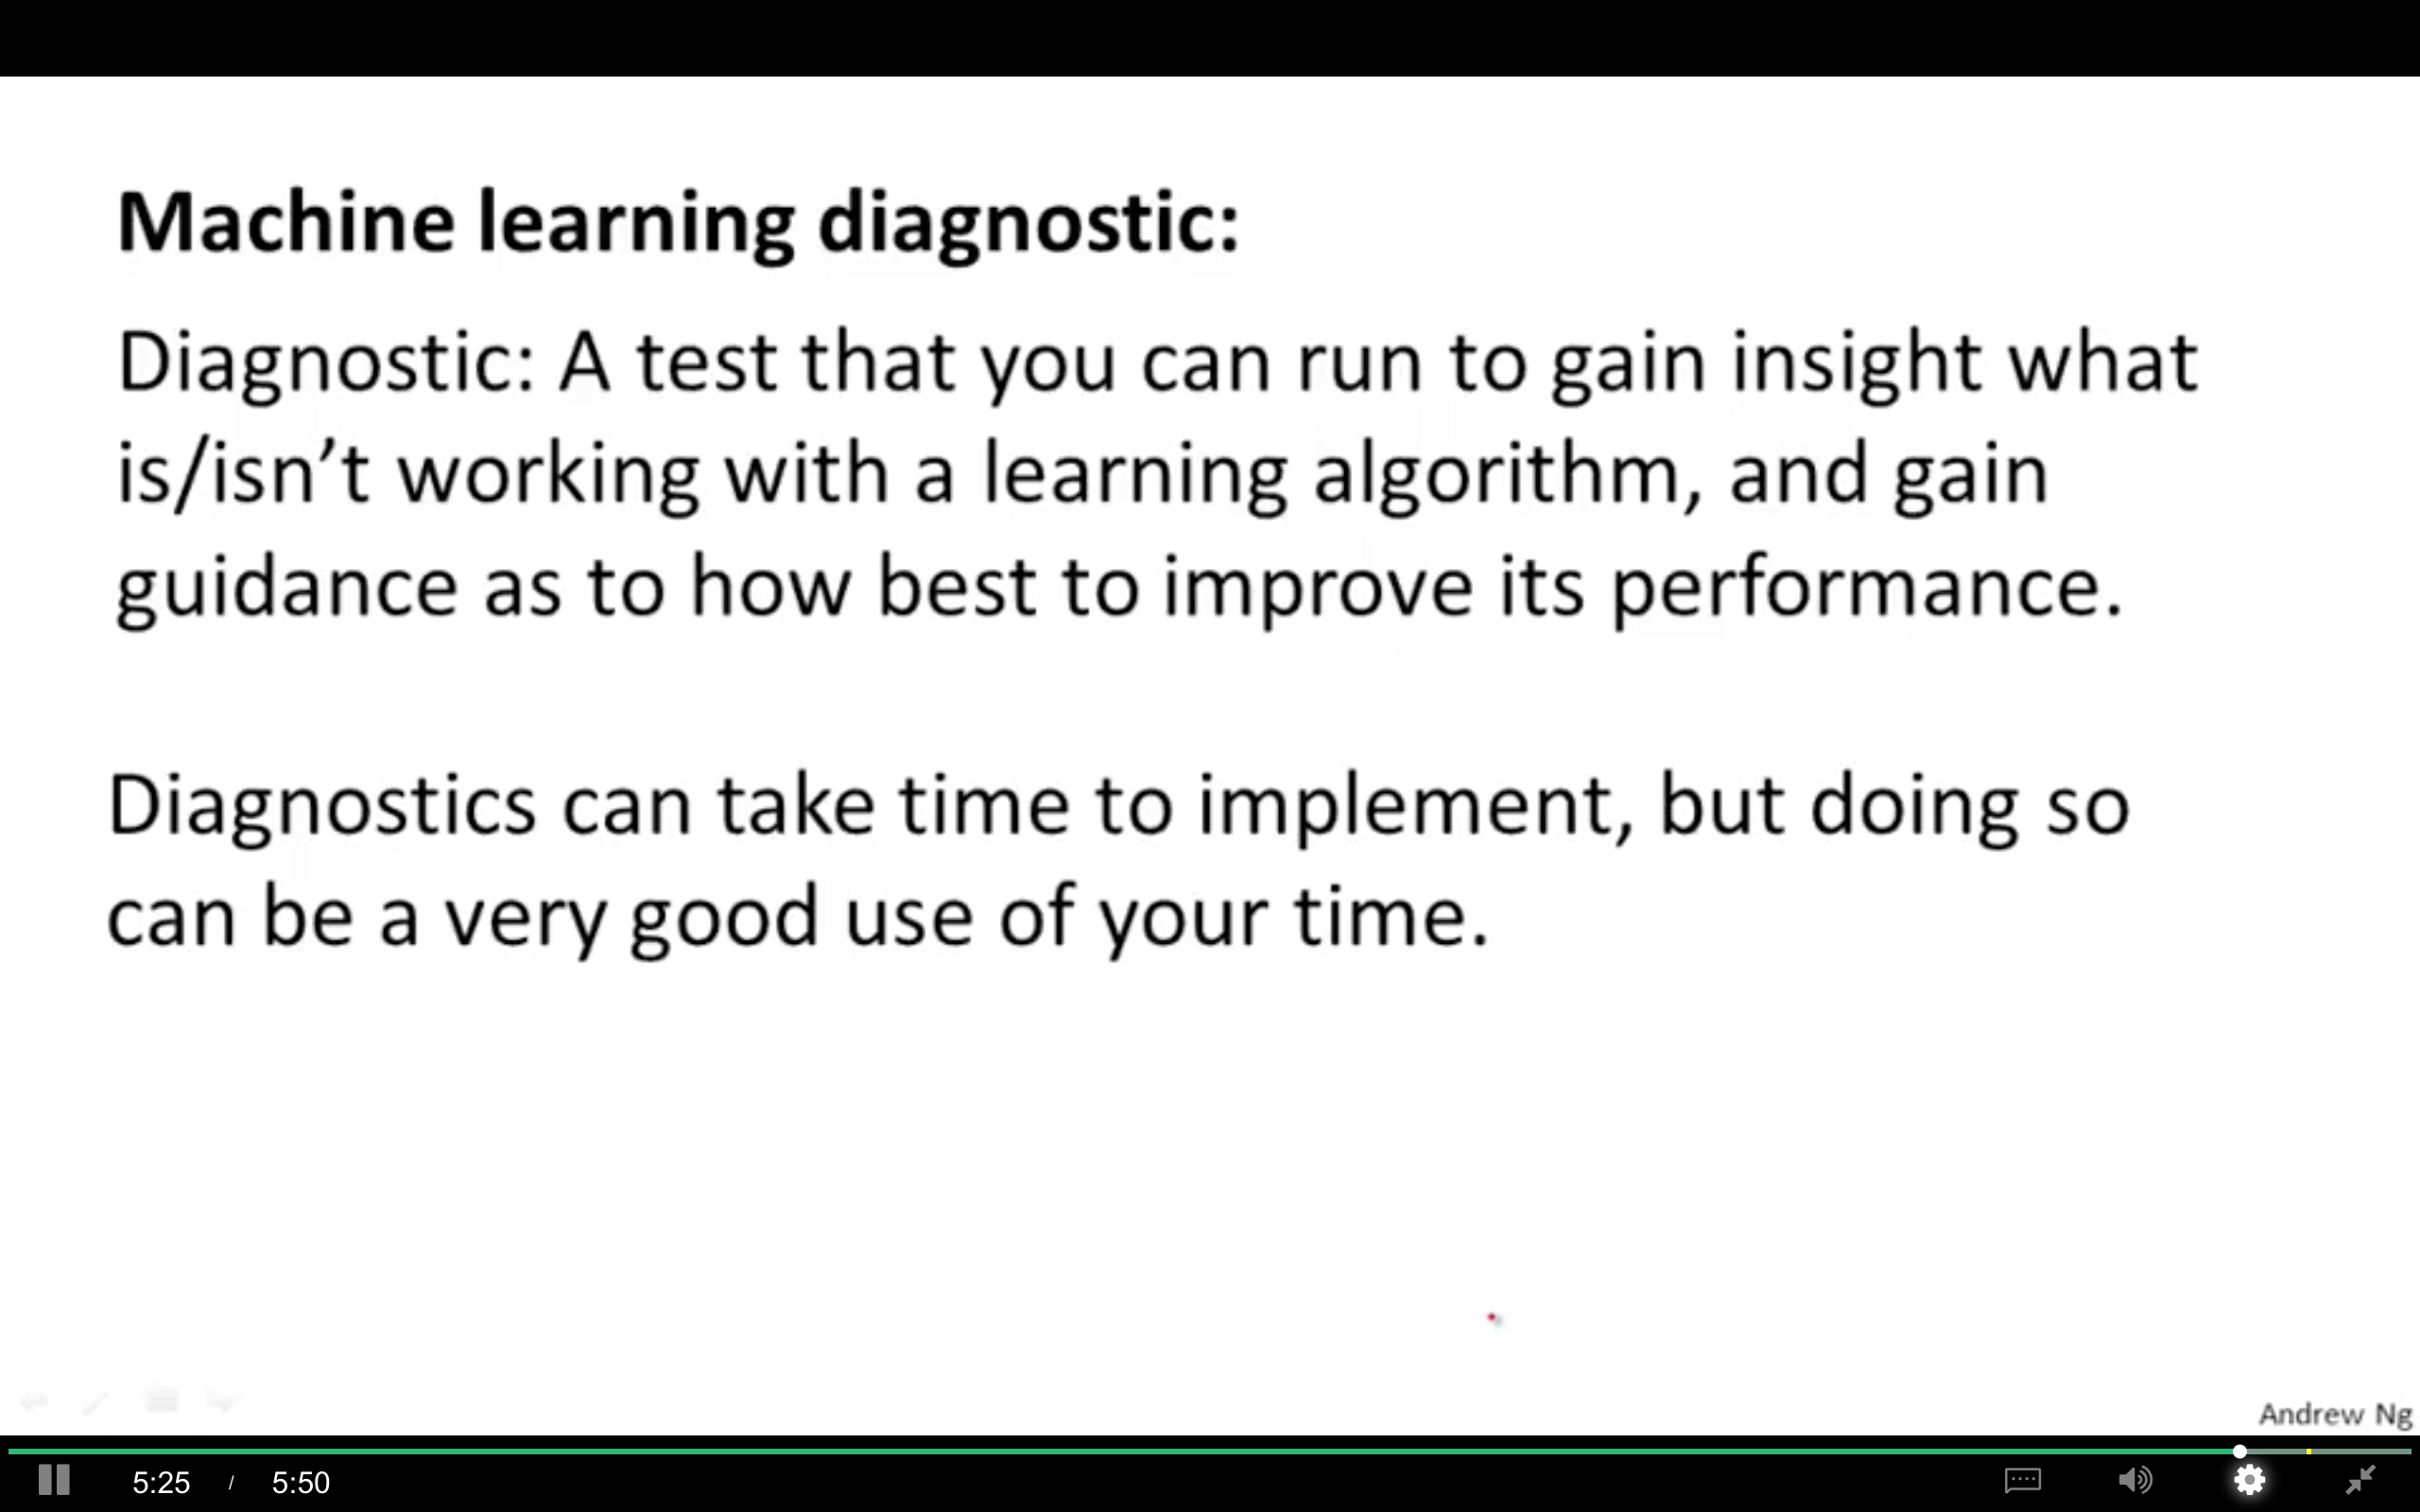 Machine learning diagnostic:
Diagnostic: A test that you can run to gain insight what
is/isn’t working with a learning algorithm, and gain
guidance as to how best to improve its performance.
Diagnostics can take time to implement, but doing so
can be a very good use of your time.
Andrew Ng
5:25 / 5:50